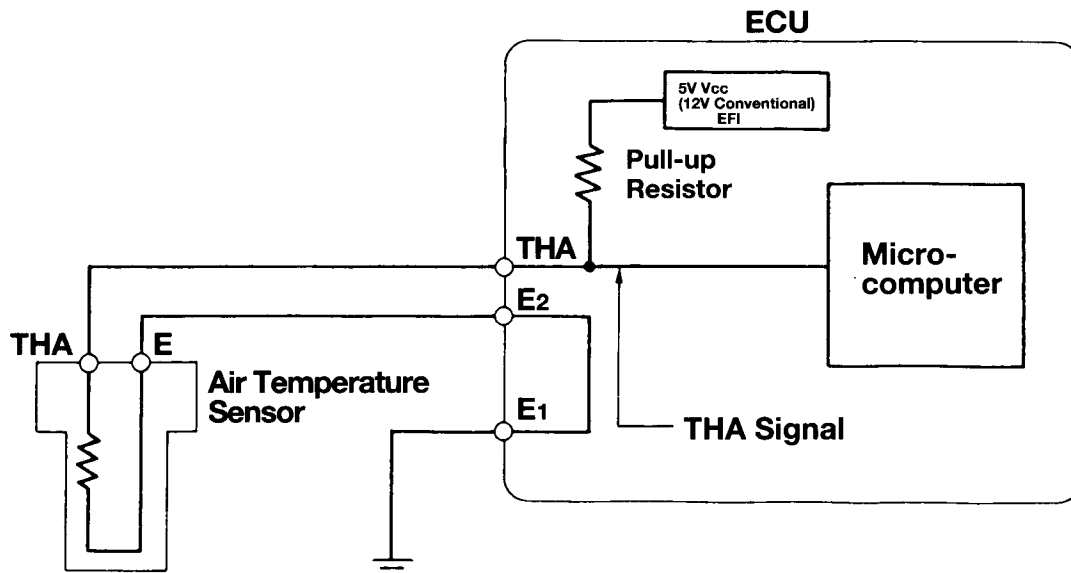 ECU
5V Vcc
(12V Conventional)
EFI
Pull-up
Resistor
THA
Micro-
computer
E2
THA
E
Air Temperature
Sensor
E1
THA Signal